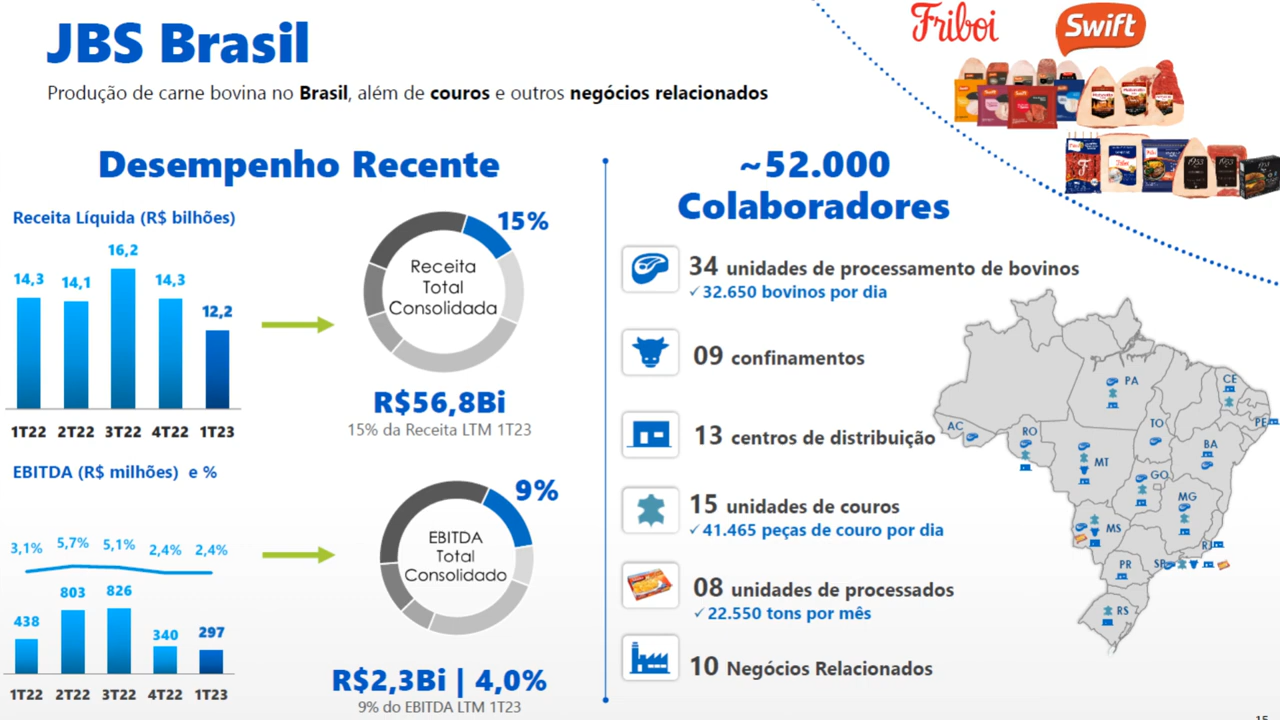 JBS Brasil
Produção de carne bovina no Brasil, além de couros e outros negócios relacionados
Friboi
Swift
Desempenho Recente
Receita Líquida (R$ bilhões)
14,3
14,1
16,2
14,3
12,2
1T22
2T22
3T22
4T22
1T23
15%
Receita
Total
Consolidada
R$56,8Bi
15% da Receita LTM 1T23
EBITDA (R$ milhões) e %
3,1%
5,7%
5,1%
2,4%
2,4%
438
803
826
340
297
1T22
2T22
3T22
4T22
1T23
9%
EBITDA
Total
Consolidado
R$2,3Bi | 4,0%
9% do EBITDA LTM 1T23
~52.000
Colaboradores
34 unidades de processamento de bovinos
✓32.650 bovinos por dia
09 confinamentos
13 centros de distribuição
15 unidades de couros
✓41.465 peças de couro por dia
08 unidades de processados
✓22.550 tons por mês
10 Negócios Relacionados
PA
CE
AC
RO
TO
PE
BA
MT
GO
MG
MS
RJ
PR
SP
RS